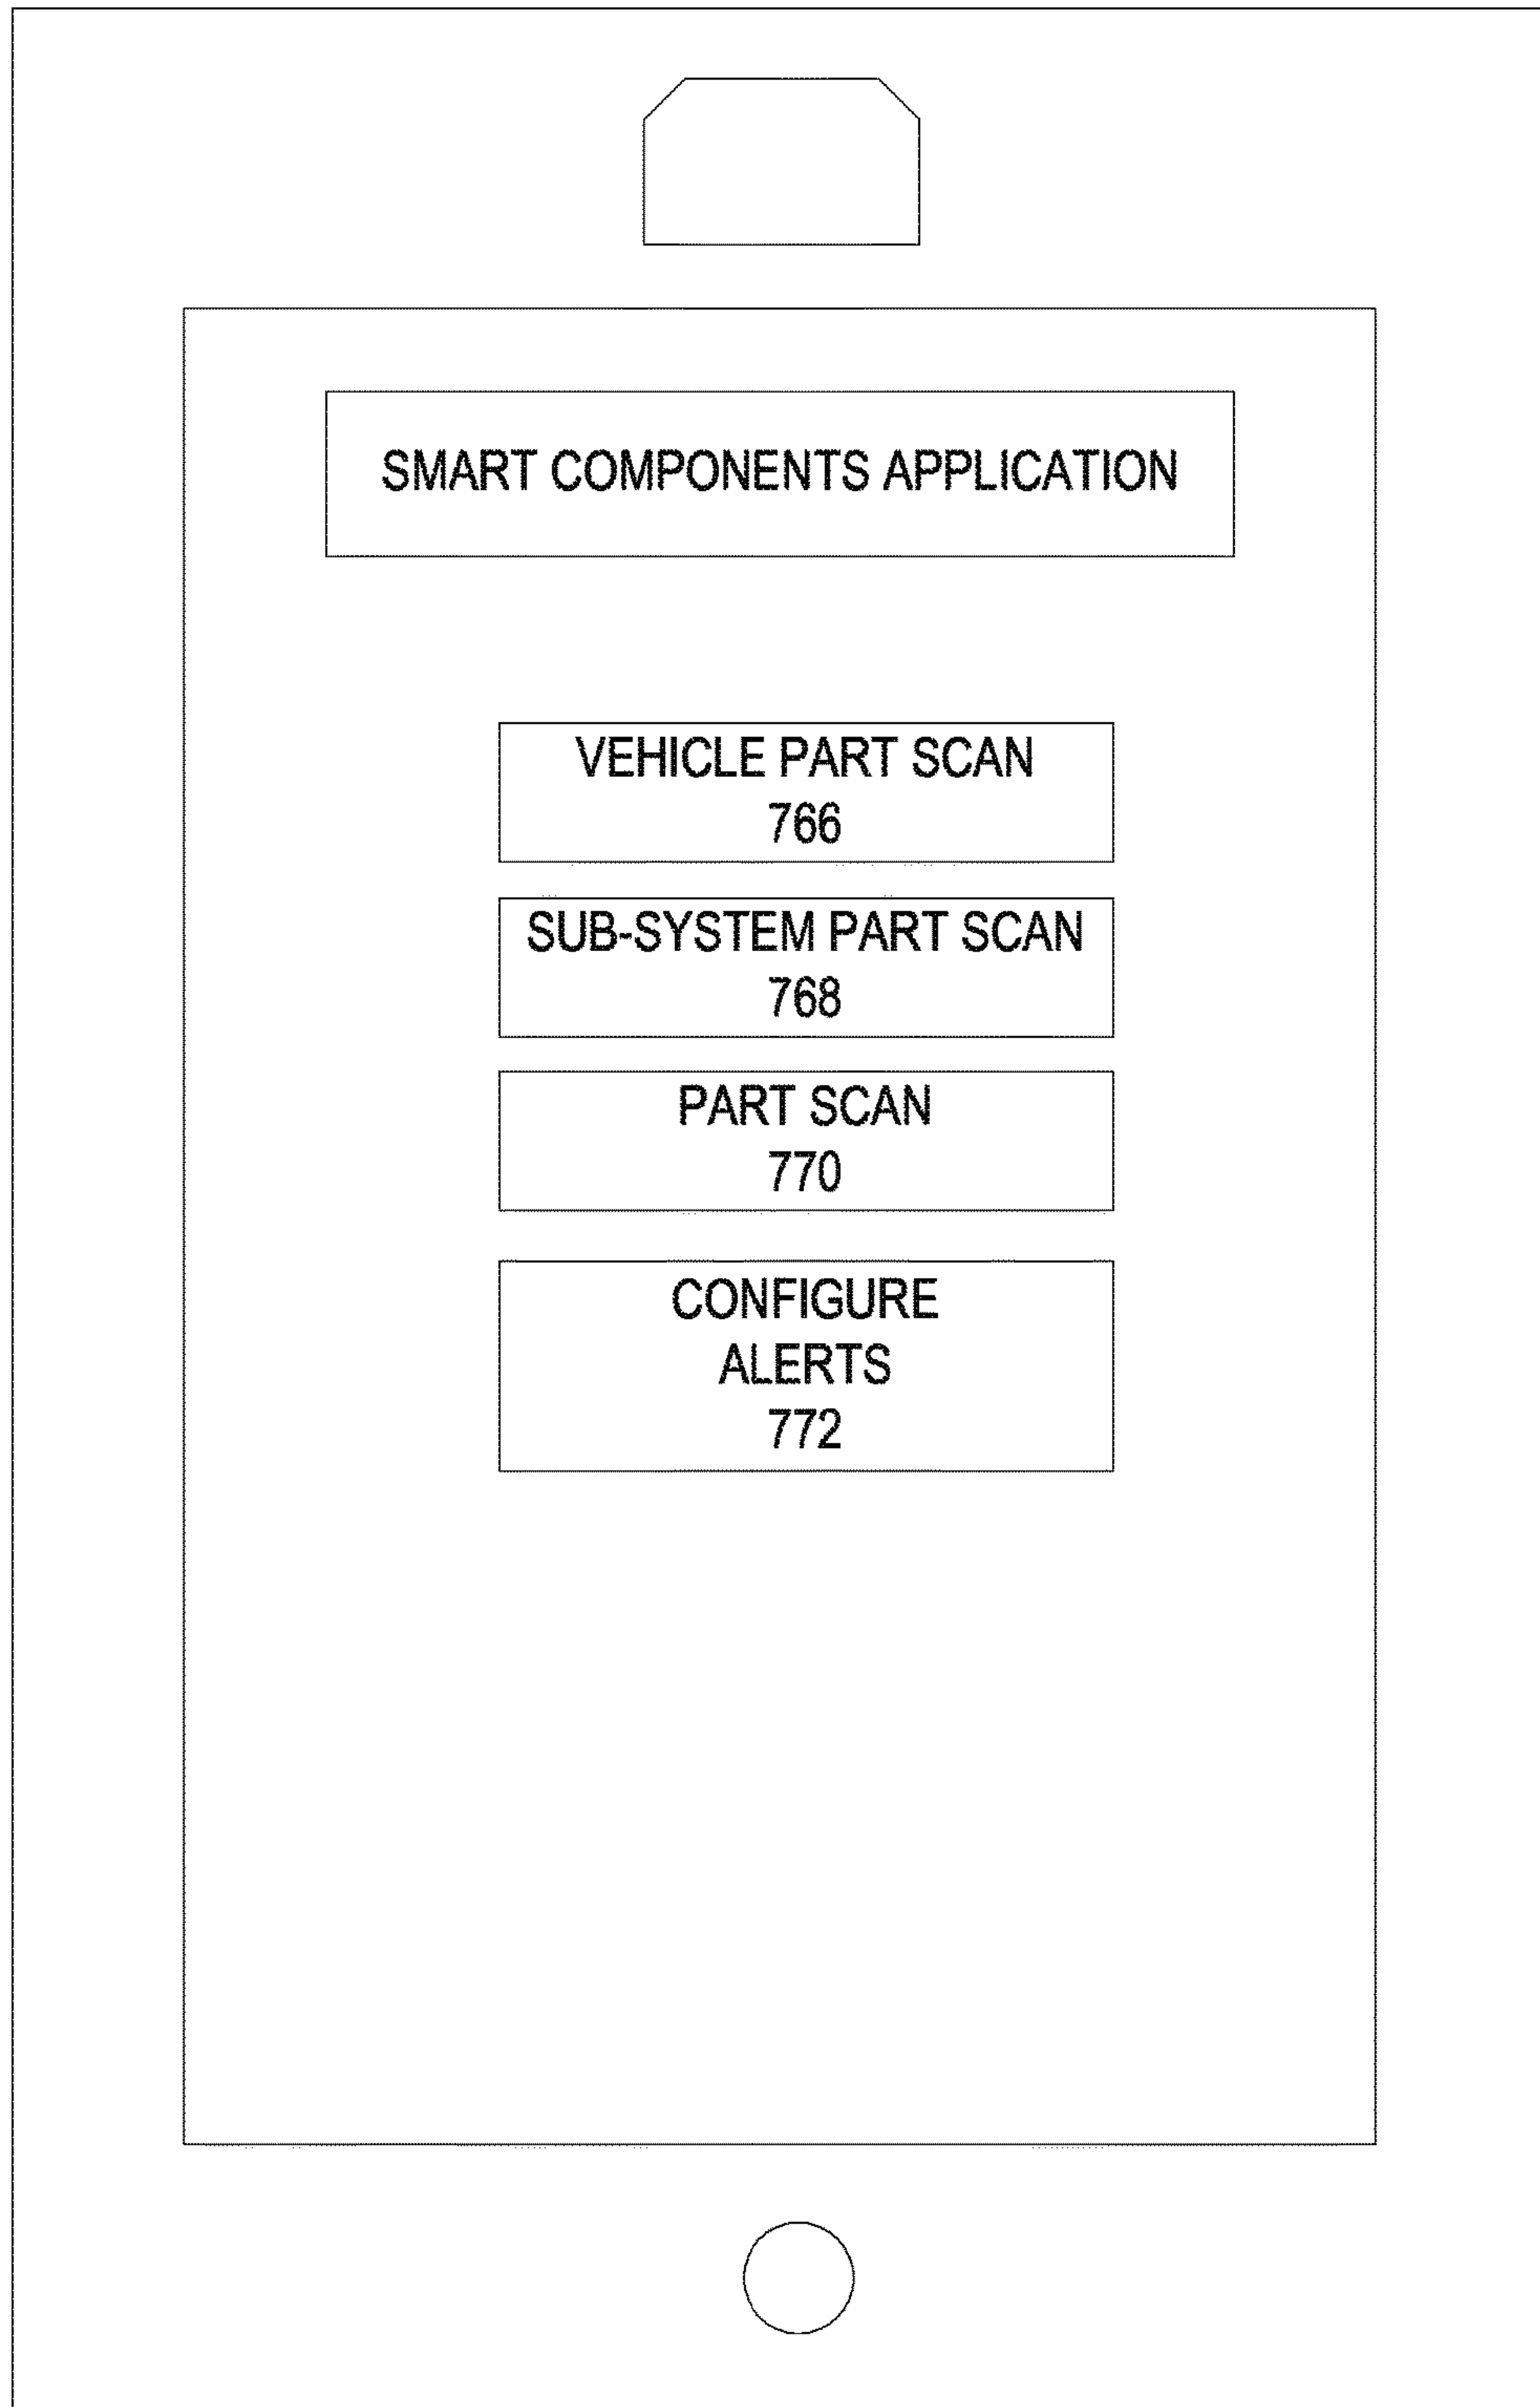 SMART COMPONENTS APPLICATION
VEHICLE PART SCAN
766
SUB-SYSTEM PART SCAN
768
PART SCAN
770
CONFIGURE
ALERTS
772